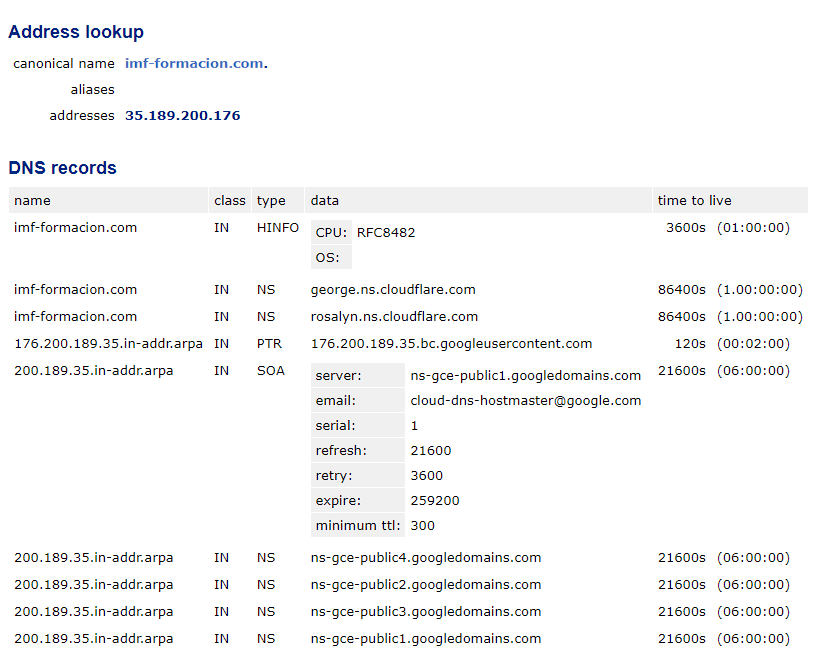 Address lookup
canonical name imf-formacion.com.
aliases
addresses 35.189.200.176
DNS records
name class type data time to live
imf-formacion.com IN HINFO CPU: RFC8482 3600s (01:00:00)
OS:
imf-formacion.com IN NS george.ns.cloudflare.com 86400s (1.00:00:00)
imf-formacion.com IN NS rosalyn.ns.cloudflare.com 86400s (1.00:00:00)
176.200.189.35.in-addr.arpa IN PTR 176.200.189.35.bc.googleusercontent.com 120s (00:02:00)
200.189.35.in-addr.arpa IN SOA server: ns-gce-public1.googledomains.com 21600s (06:00:00)
email: cloud-dns-hostmaster@google.com
serial: 1
refresh: 21600
retry: 3600
expire: 259200
minimum ttl: 300
200.189.35.in-addr.arpa IN NS ns-gce-public4.googledomains.com 21600s (06:00:00)
200.189.35.in-addr.arpa IN NS ns-gce-public2.googledomains.com 21600s (06:00:00)
200.189.35.in-addr.arpa IN NS ns-gce-public3.googledomains.com 21600s (06:00:00)
200.189.35.in-addr.arpa IN NS ns-gce-public1.googledomains.com 21600s (06:00:00)